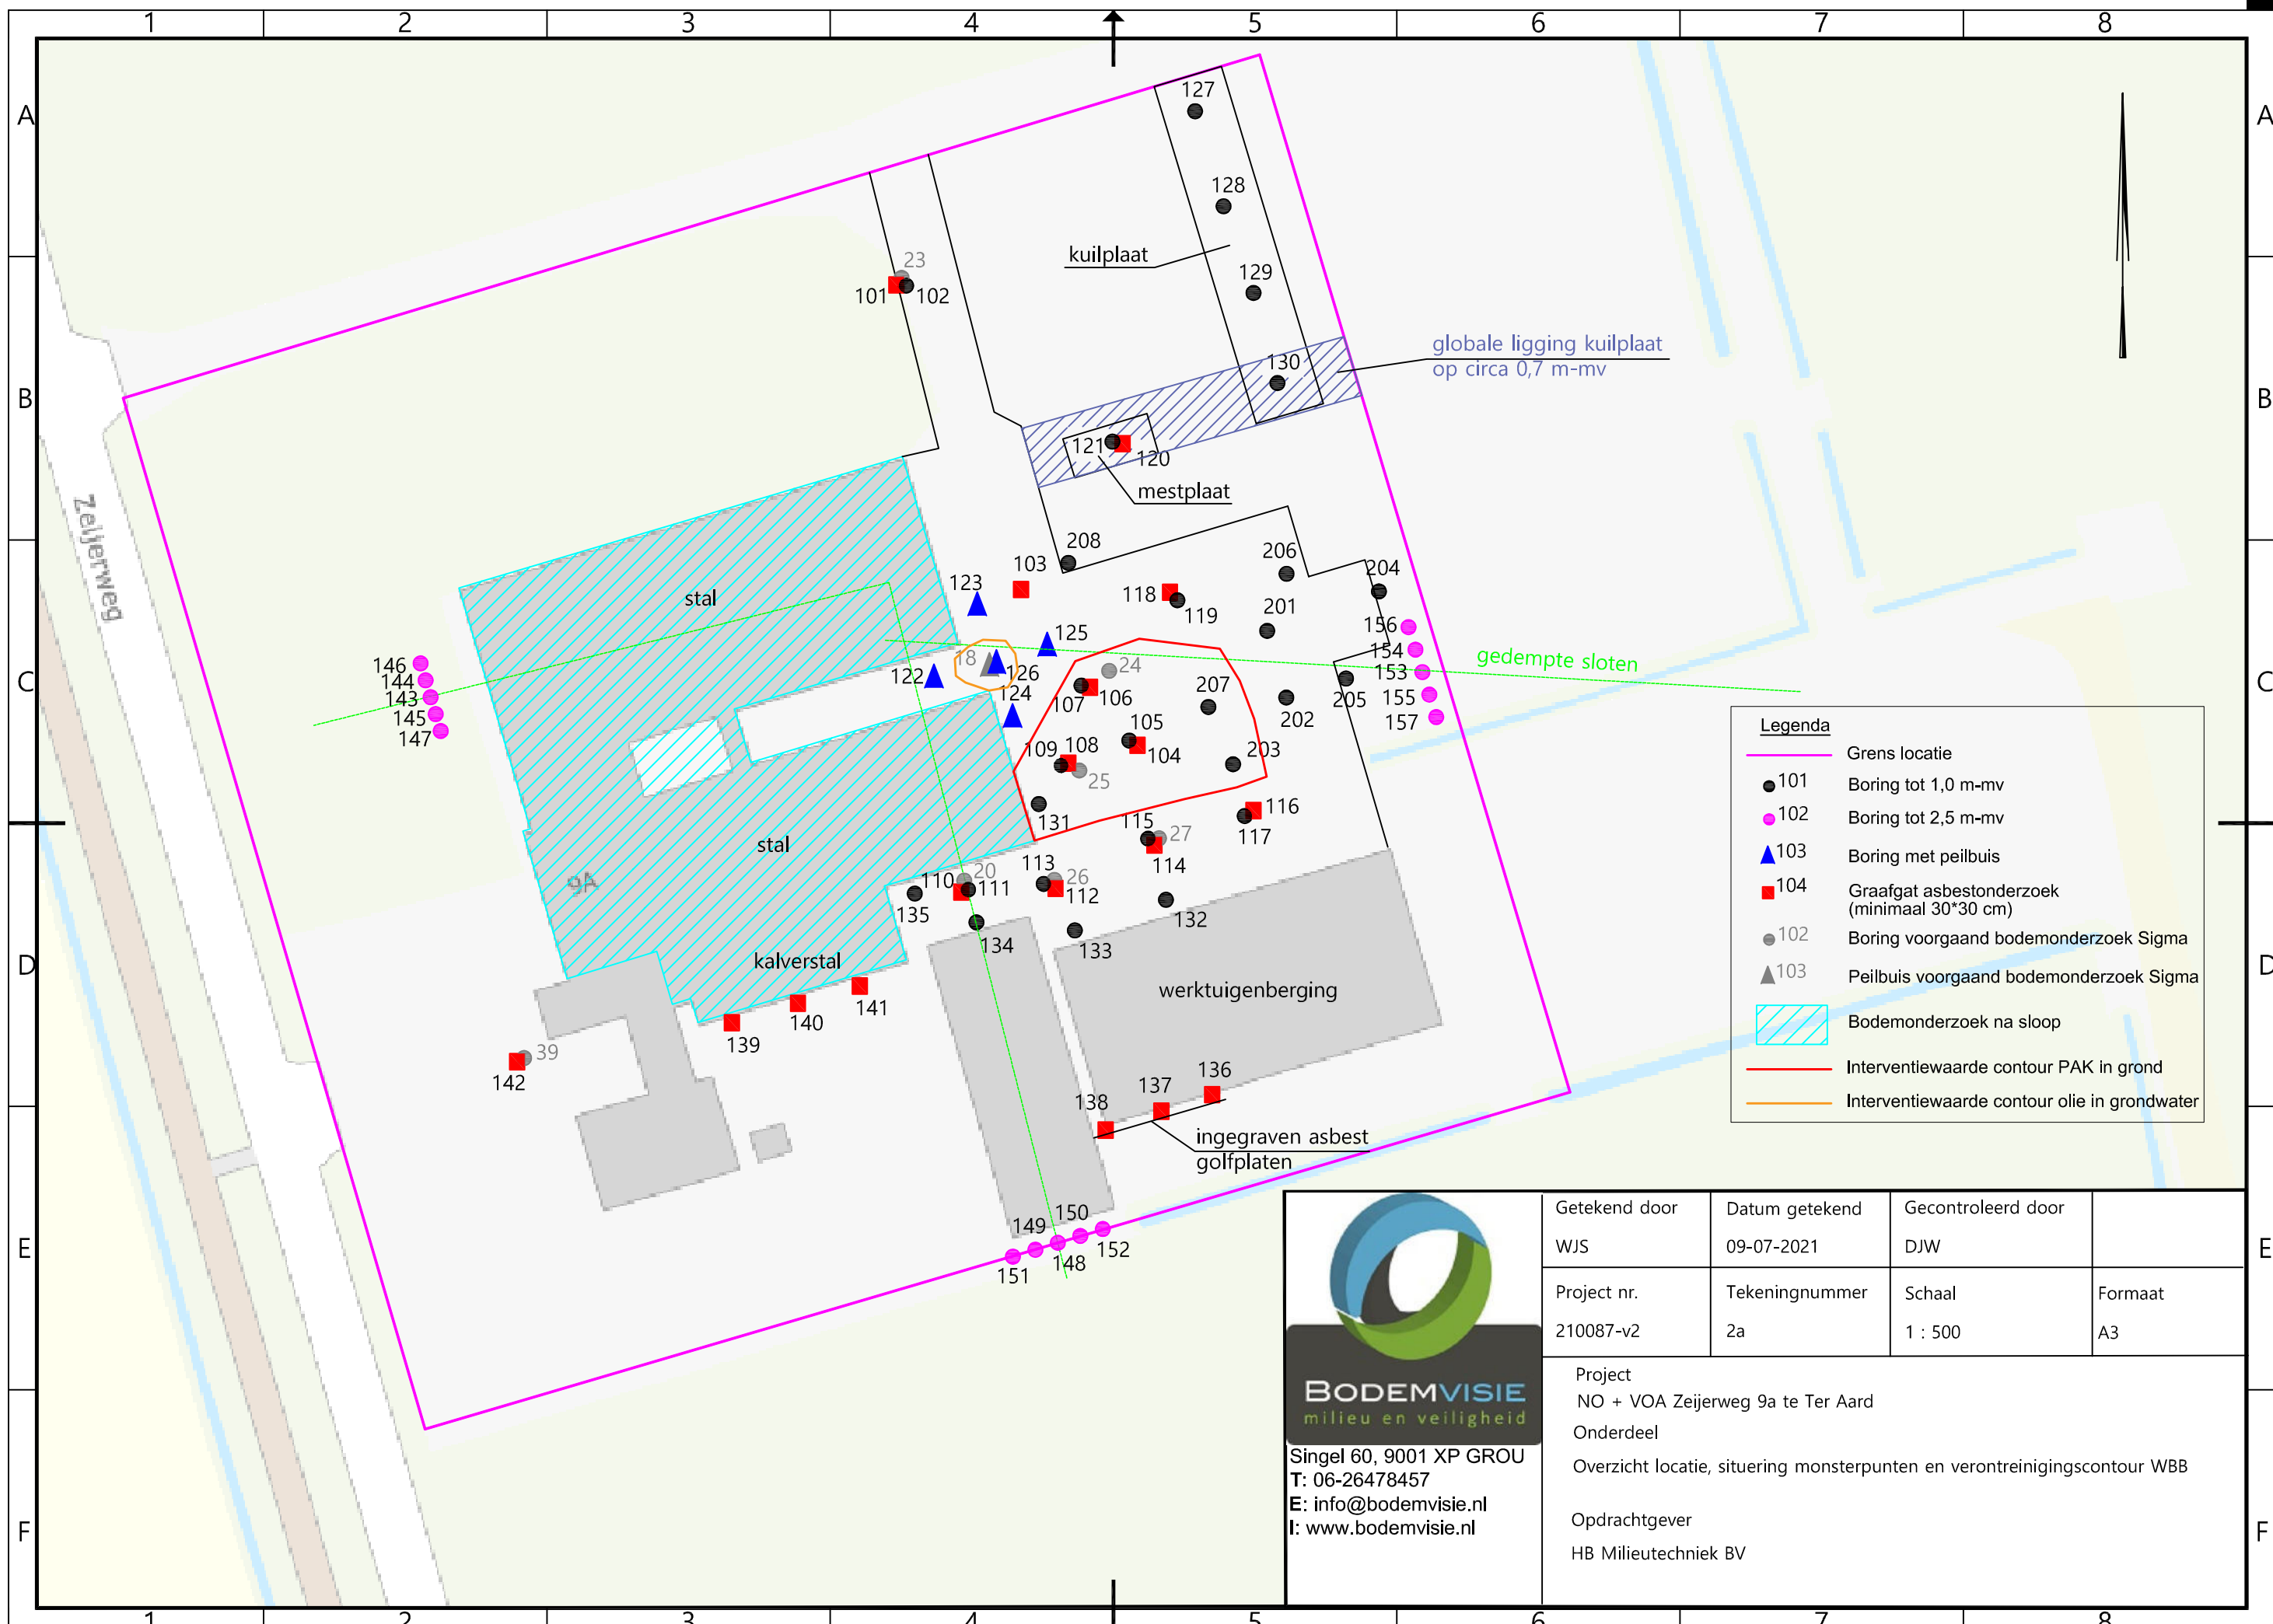 1 2 3 4 5 6 7 8
A A
127
128
kuilplaat
23
101 102
129
globale ligging kuilplaat
op circa 0,7 m-mv
130
B B
121
120
mestplaat
Zeijerweg
208
103
206
204
123
stal
118
119
201
125
156
146
18
24
154
gedempte sloten
144
122
126
153
C C
143
124
107
106
207
205
155
145
202
157
147
105
109 108
104
203
25
131
116
115
27
117
stal
114
113
9A
110
20
26
111
112
135
132
134
133
kalverstal
D D
werktuigenberging
141
140
139
39
142
136
137
138
ingegraven asbest
golfplaten
150
149
152
148
151
E E
F F
Legenda
Grens locatie
101 Boring tot 1,0 m-mv
102 Boring tot 2,5 m-mv
103 Boring met peilbuis
104 Graafgat asbestonderzoek
(minimaal 30*30 cm)
102 Boring voorgaand bodemonderzoek Sigma
103 Peilbuis voorgaand bodemonderzoek Sigma
Bodemonderzoek na sloop
Interventiewaarde contour PAK in grond
Interventiewaarde contour olie in grondwater
BODEMVISIE
milieu en veiligheid
Singel 60, 9001 XP GROU
T: 06-26478457
E: info@bodemvisie.nl
I: www.bodemvisie.nl
Getekend door Datum getekend Gecontroleerd door
WJS 09-07-2021 DJW
Project nr. Tekeningnummer Schaal Formaat
210087-v2 2a 1 : 500 A3
Project
NO + VOA Zeijerweg 9a te Ter Aard
Onderdeel
Overzicht locatie, situering monsterpunten en verontreinigingscontour WBB
Opdrachtgever
HB Milieutechniek BV
1 2 3 4 5 6 7 8